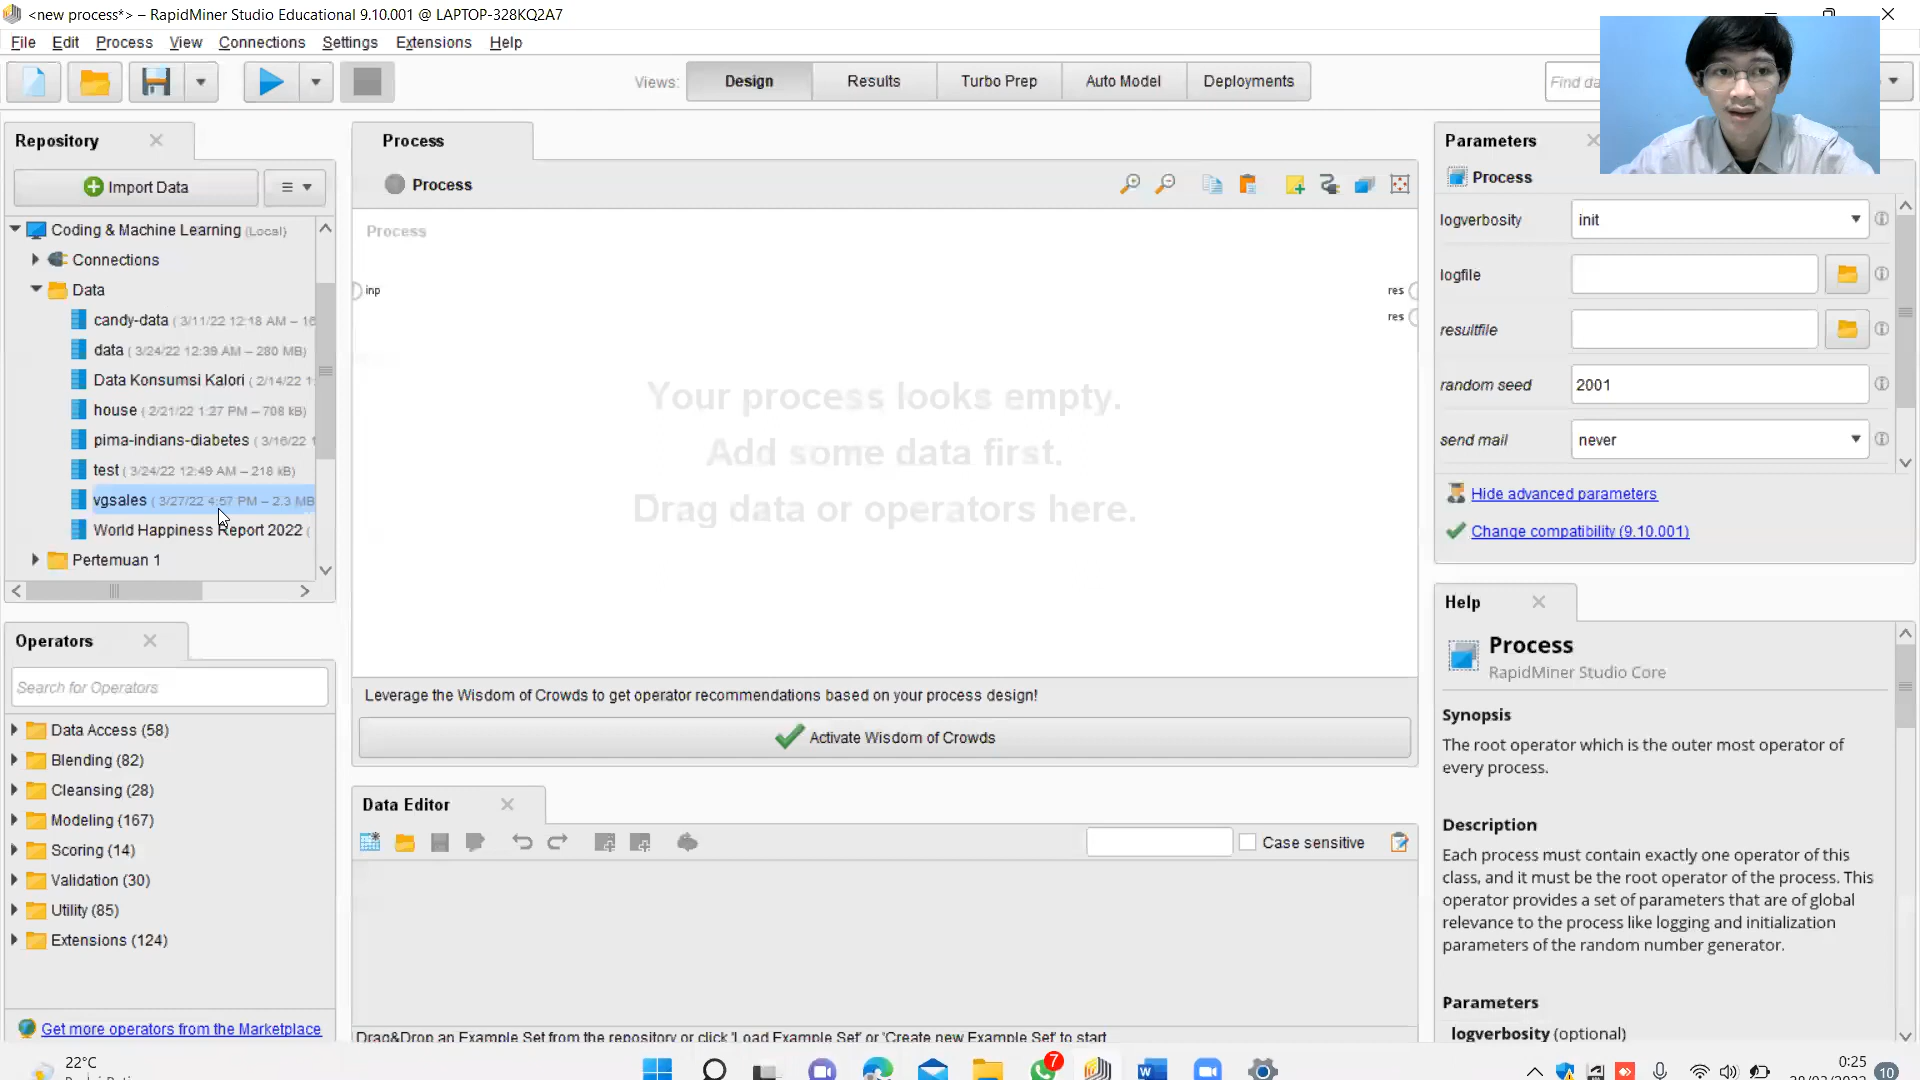 <new process*> – RapidMiner Studio Educational 9.10.001 @ LAPTOP-328KQ2A7
File Edit Process View Connections Settings Extensions Help
Views: Design Results Turbo Prep Auto Model Deployments
Find da
Repository
Import Data
Coding & Machine Learning (Local)
Connections
Data
candy-data ( 3/11/22 12:18 AM – 16
data ( 3/24/22 12:39 AM – 280 MB)
Data Konsumsi Kalori ( 2/14/22 1
house ( 2/21/22 1:27 PM – 708 kB)
pima-indians-diabetes ( 3/16/22 1
test ( 3/24/22 12:49 AM – 218 kB)
vgsales ( 3/27/22 4:57 PM – 2.3 MB
World Happiness Report 2022 (
Pertemuan 1
Operators
Search for Operators
Data Access (58)
Blending (82)
Cleansing (28)
Modeling (167)
Scoring (14)
Validation (30)
Utility (85)
Extensions (124)
Get more operators from the Marketplace
Process
Process
Process
inp
res
res
Your process looks empty.
Add some data first.
Drag data or operators here.
Leverage the Wisdom of Crowds to get operator recommendations based on your process design!
Activate Wisdom of Crowds
Data Editor
Case sensitive
Drag&Drop an Example Set from the repository or click 'Load Example Set' or 'Create new Example Set' to start
Parameters
Process
logverbosity init
logfile
resultfile
random seed 2001
send mail never
Hide advanced parameters
Change compatibility (9.10.001)
Help
Process
RapidMiner Studio Core
Synopsis
The root operator which is the outer most operator of
every process.
Description
Each process must contain exactly one operator of this
class, and it must be the root operator of the process. This
operator provides a set of parameters that are of global
relevance to the process like logging and initialization
parameters of the random number generator.
Parameters
logverbosity (optional)
22°C
7
0:25
10